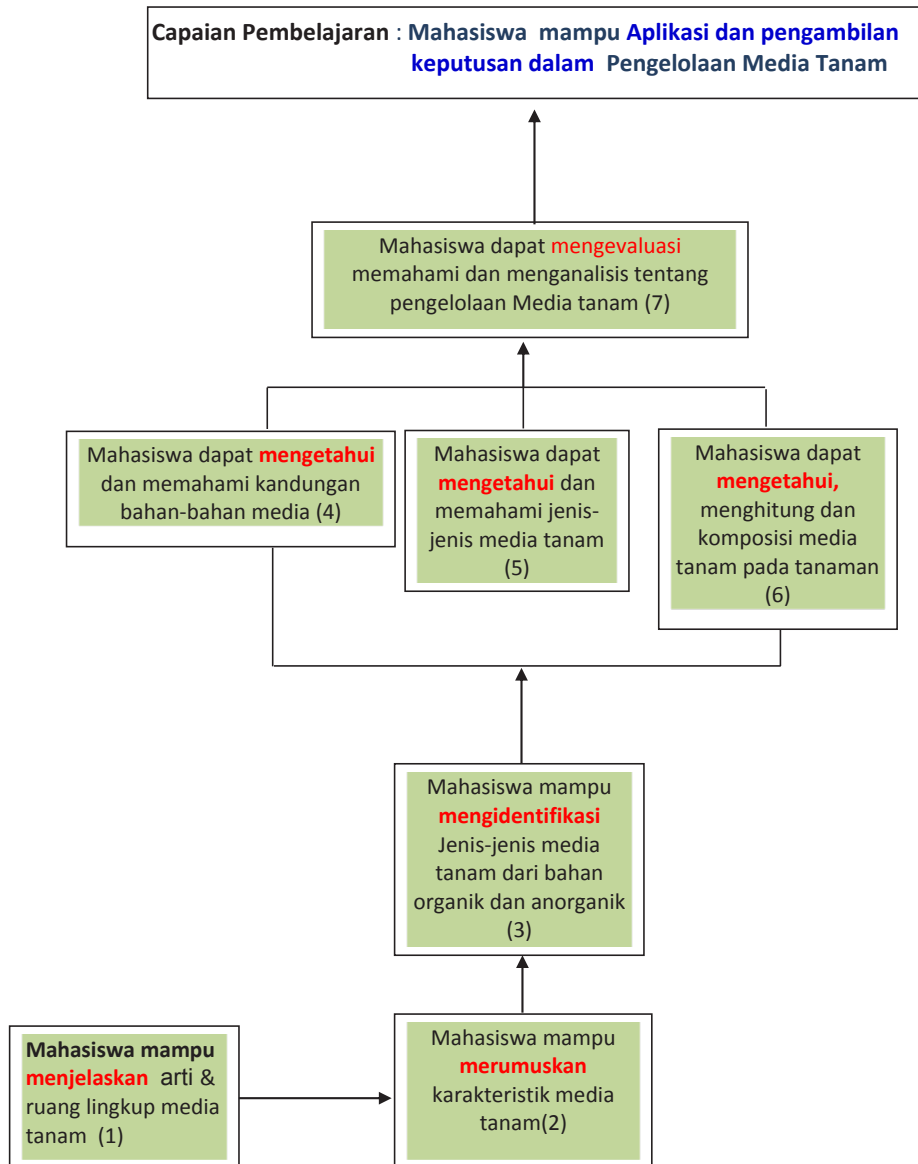 Capaian Pembelajaran : Mahasiswa mampu Aplikasi dan pengambilan
keputusan dalam Pengelolaan Media Tanam
Mahasiswa dapat mengevaluasi
memahami dan menganalisis tentang
pengelolaan Media tanam (7)
Mahasiswa dapat mengetahui
dan memahami kandungan
bahan-bahan media (4)
Mahasiswa dapat
mengetahui dan
memahami jenis-
jenis media tanam
(5)
Mahasiswa dapat
mengetahui,
menghitung dan
komposisi media
tanam pada tanaman
(6)
Mahasiswa mampu
mengidentifikasi
Jenis-jenis media
tanam dari bahan
organik dan anorganik
(3)
Mahasiswa mampu
menjelaskan arti &
ruang lingkup media
tanam (1)
Mahasiswa mampu
merumuskan
karakteristik media
tanam(2)